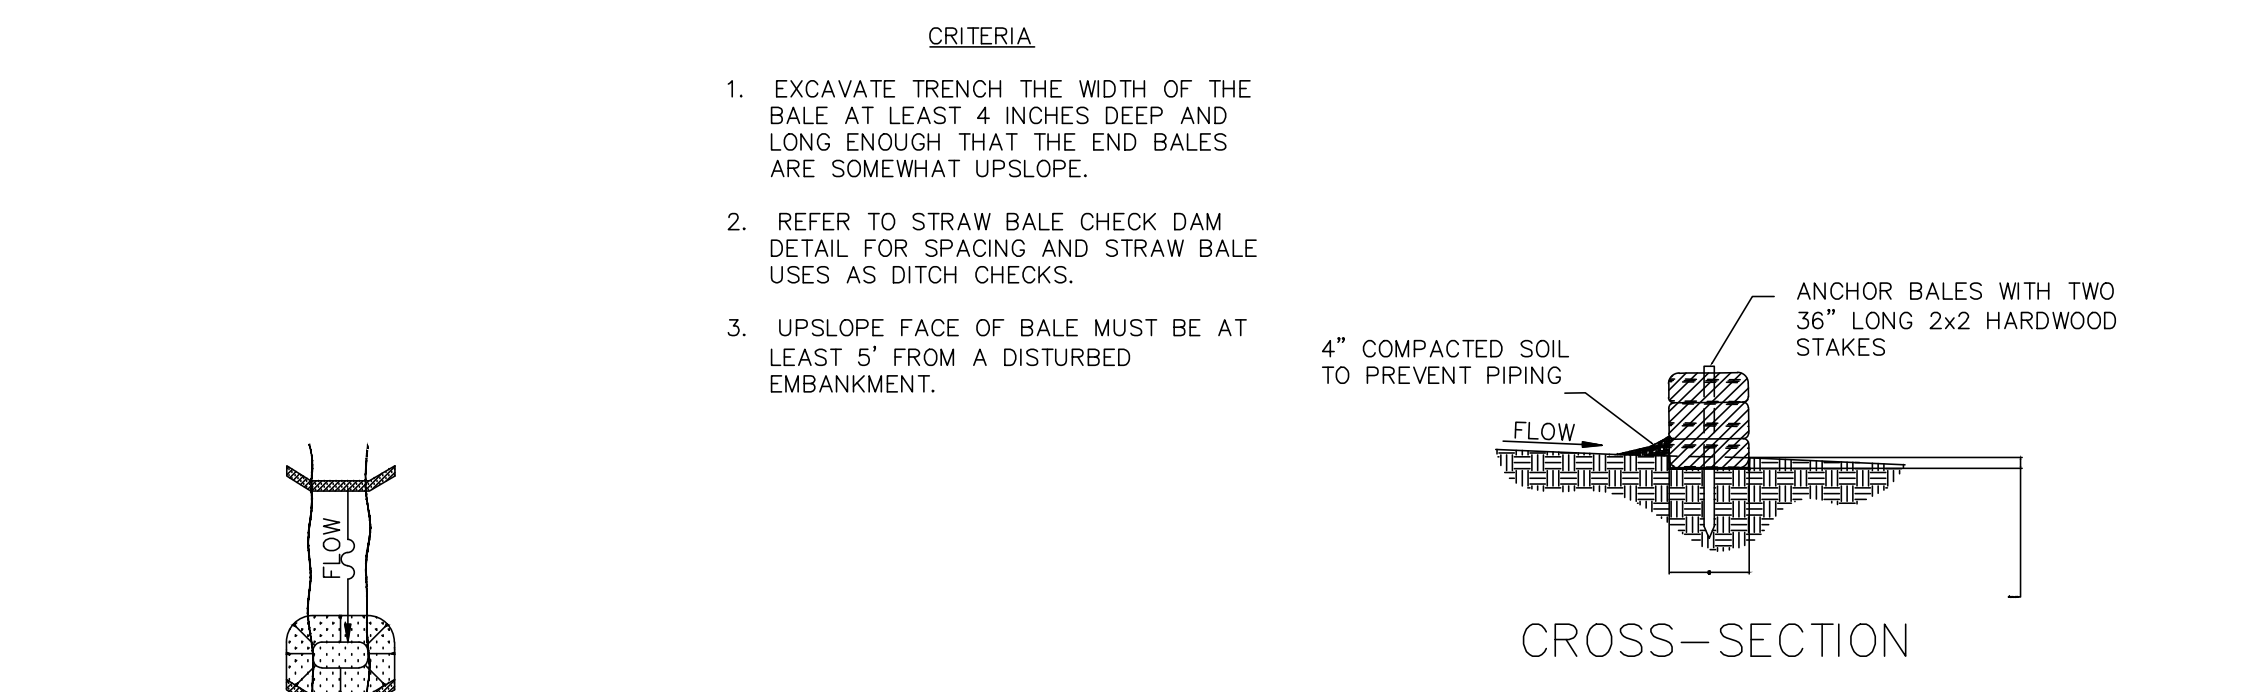 CRITERIA
1. EXCAVATE TRENCH THE WIDTH OF THE
BALE AT LEAST 4 INCHES DEEP AND
LONG ENOUGH THAT THE END BALES
ARE SOMEWHAT UPSLOPE.
2. REFER TO STRAW BALE CHECK DAM
DETAIL FOR SPACING AND STRAW BALE
USES AS DITCH CHECKS.
3. UPSLOPE FACE OF BALE MUST BE AT
LEAST 5' FROM A DISTURBED
EMBANKMENT.
FLOW
ANCHOR BALES WITH TWO
36” LONG 2x2 HARDWOOD
STAKES
4” COMPACTED SOIL
TO PREVENT PIPING
FLOW
CROSS-SECTION